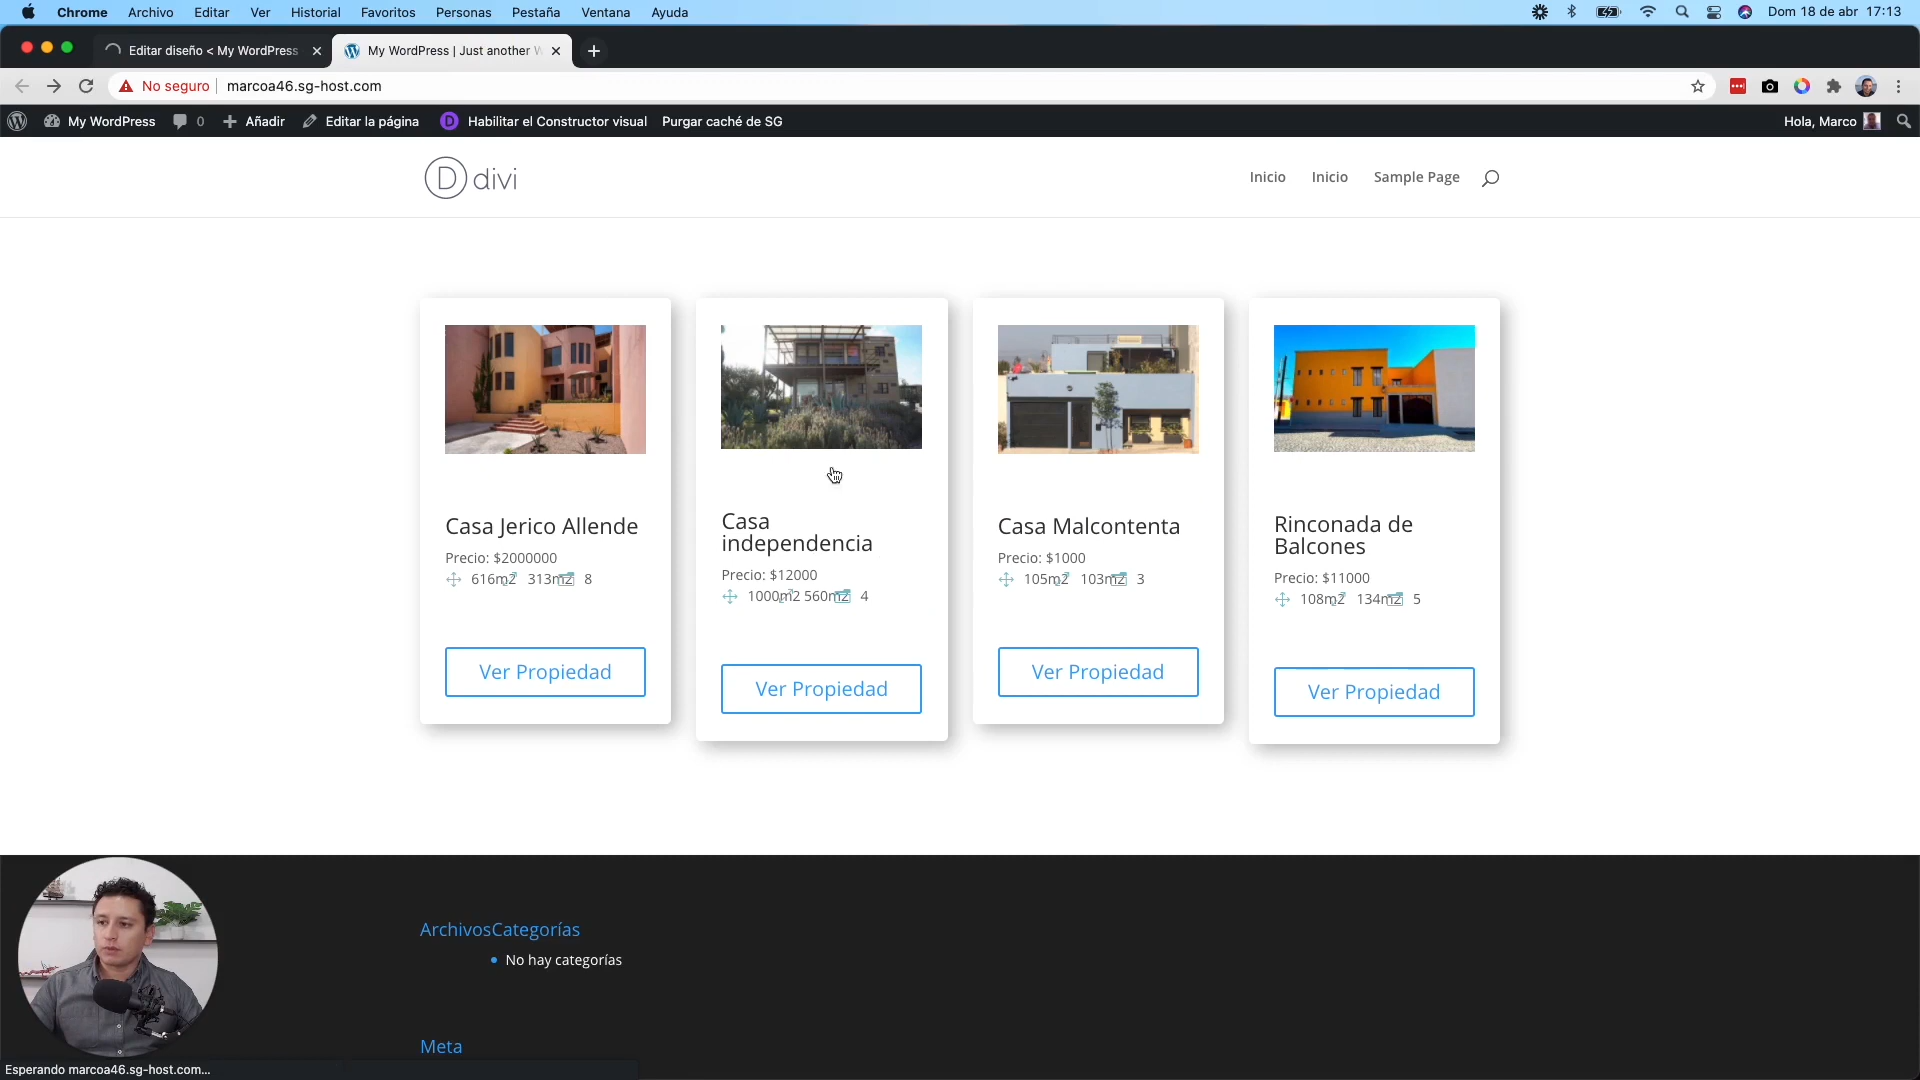 Chrome Archivo Editar Ver Historial Favoritos Personas Pestaña Ventana Ayuda
Dom 18 de abr 17:13
Editar diseño < My WordPress
My WordPress | Just another W
No seguro marcoa46.sg-host.com
My WordPress 0 Añadir Editar la página Habilitar el Constructor visual Purgar caché de SG
Hola, Marco
divi
Inicio Inicio Sample Page
Casa Jerico Allende
Precio: $2000000
616m2 313m2 8
Ver Propiedad
Casa
independencia
Precio: $12000
1000m2 560m2 4
Ver Propiedad
Casa Malcontenta
Precio: $1000
105m2 103m2 3
Ver Propiedad
Rinconada de
Balcones
Precio: $11000
108m2 134m2 5
Ver Propiedad
ArchivosCategorías
No hay categorías
Meta
Esperando marcoa46.sg-host.com...